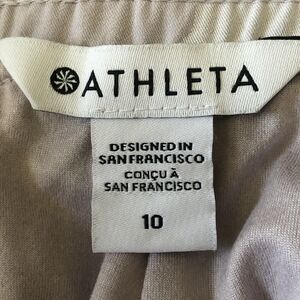 ATHLETA
DESIGNED IN
SAN FRANCISCO
CONÇU À
SAN FRANCISCO
10